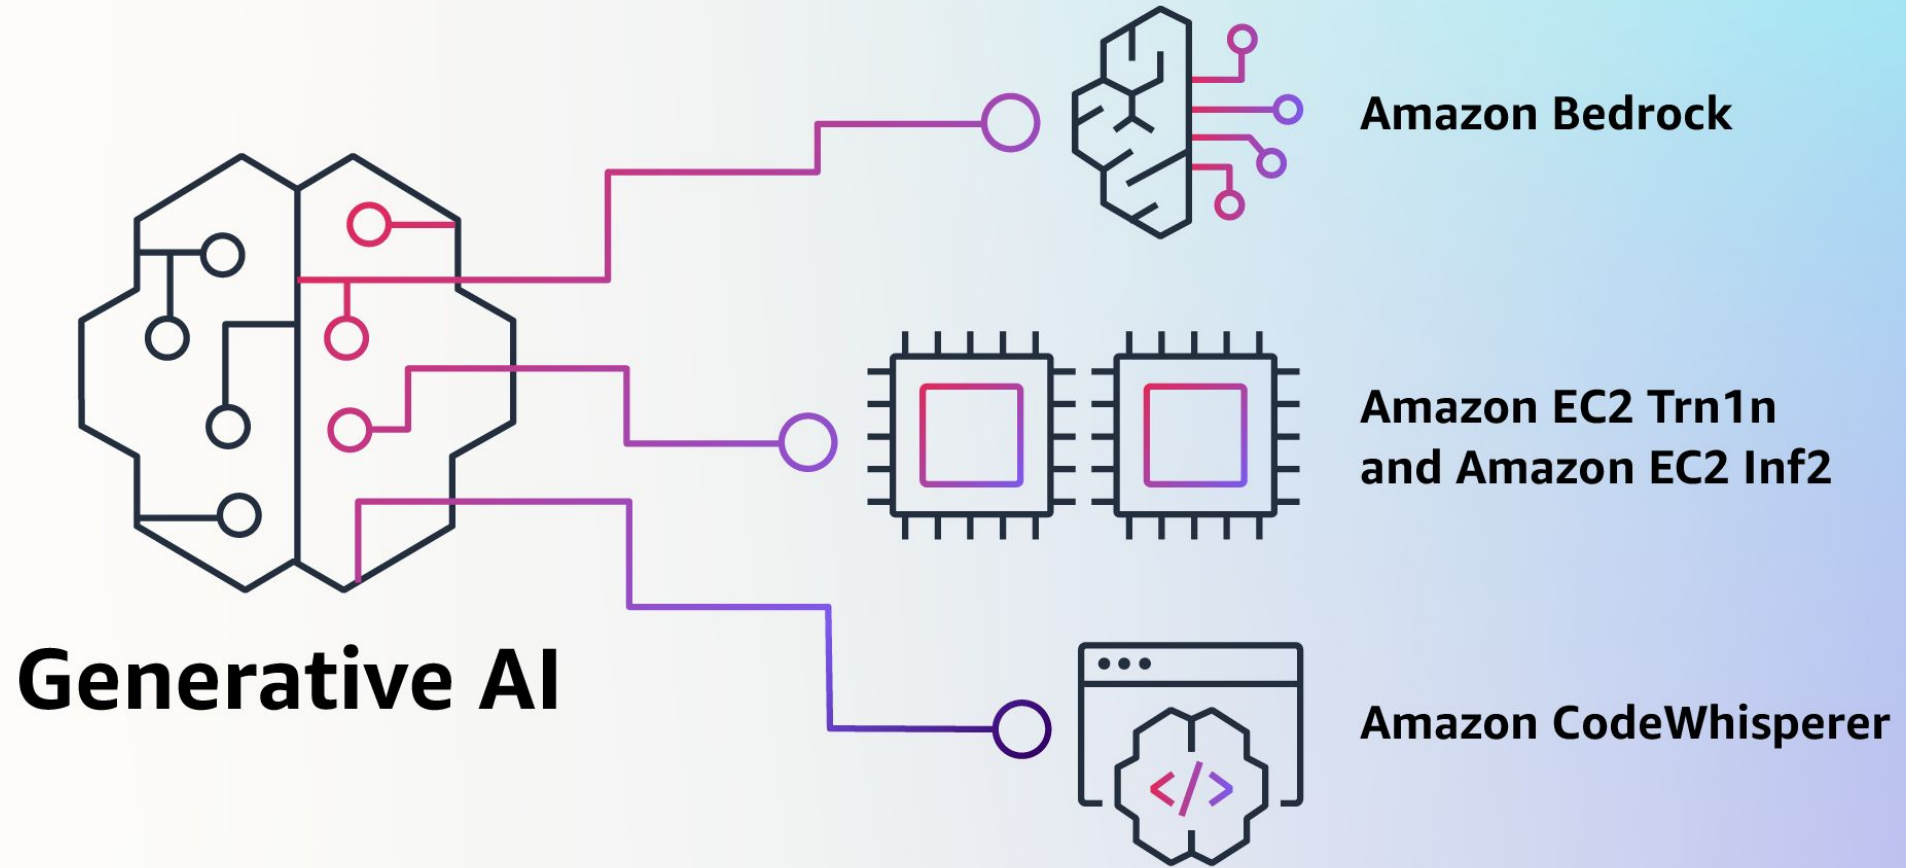 Amazon Bedrock
Amazon EC2 Trn1n
and Amazon EC2 Inf2
Generative AI
Amazon CodeWhisperer
</>